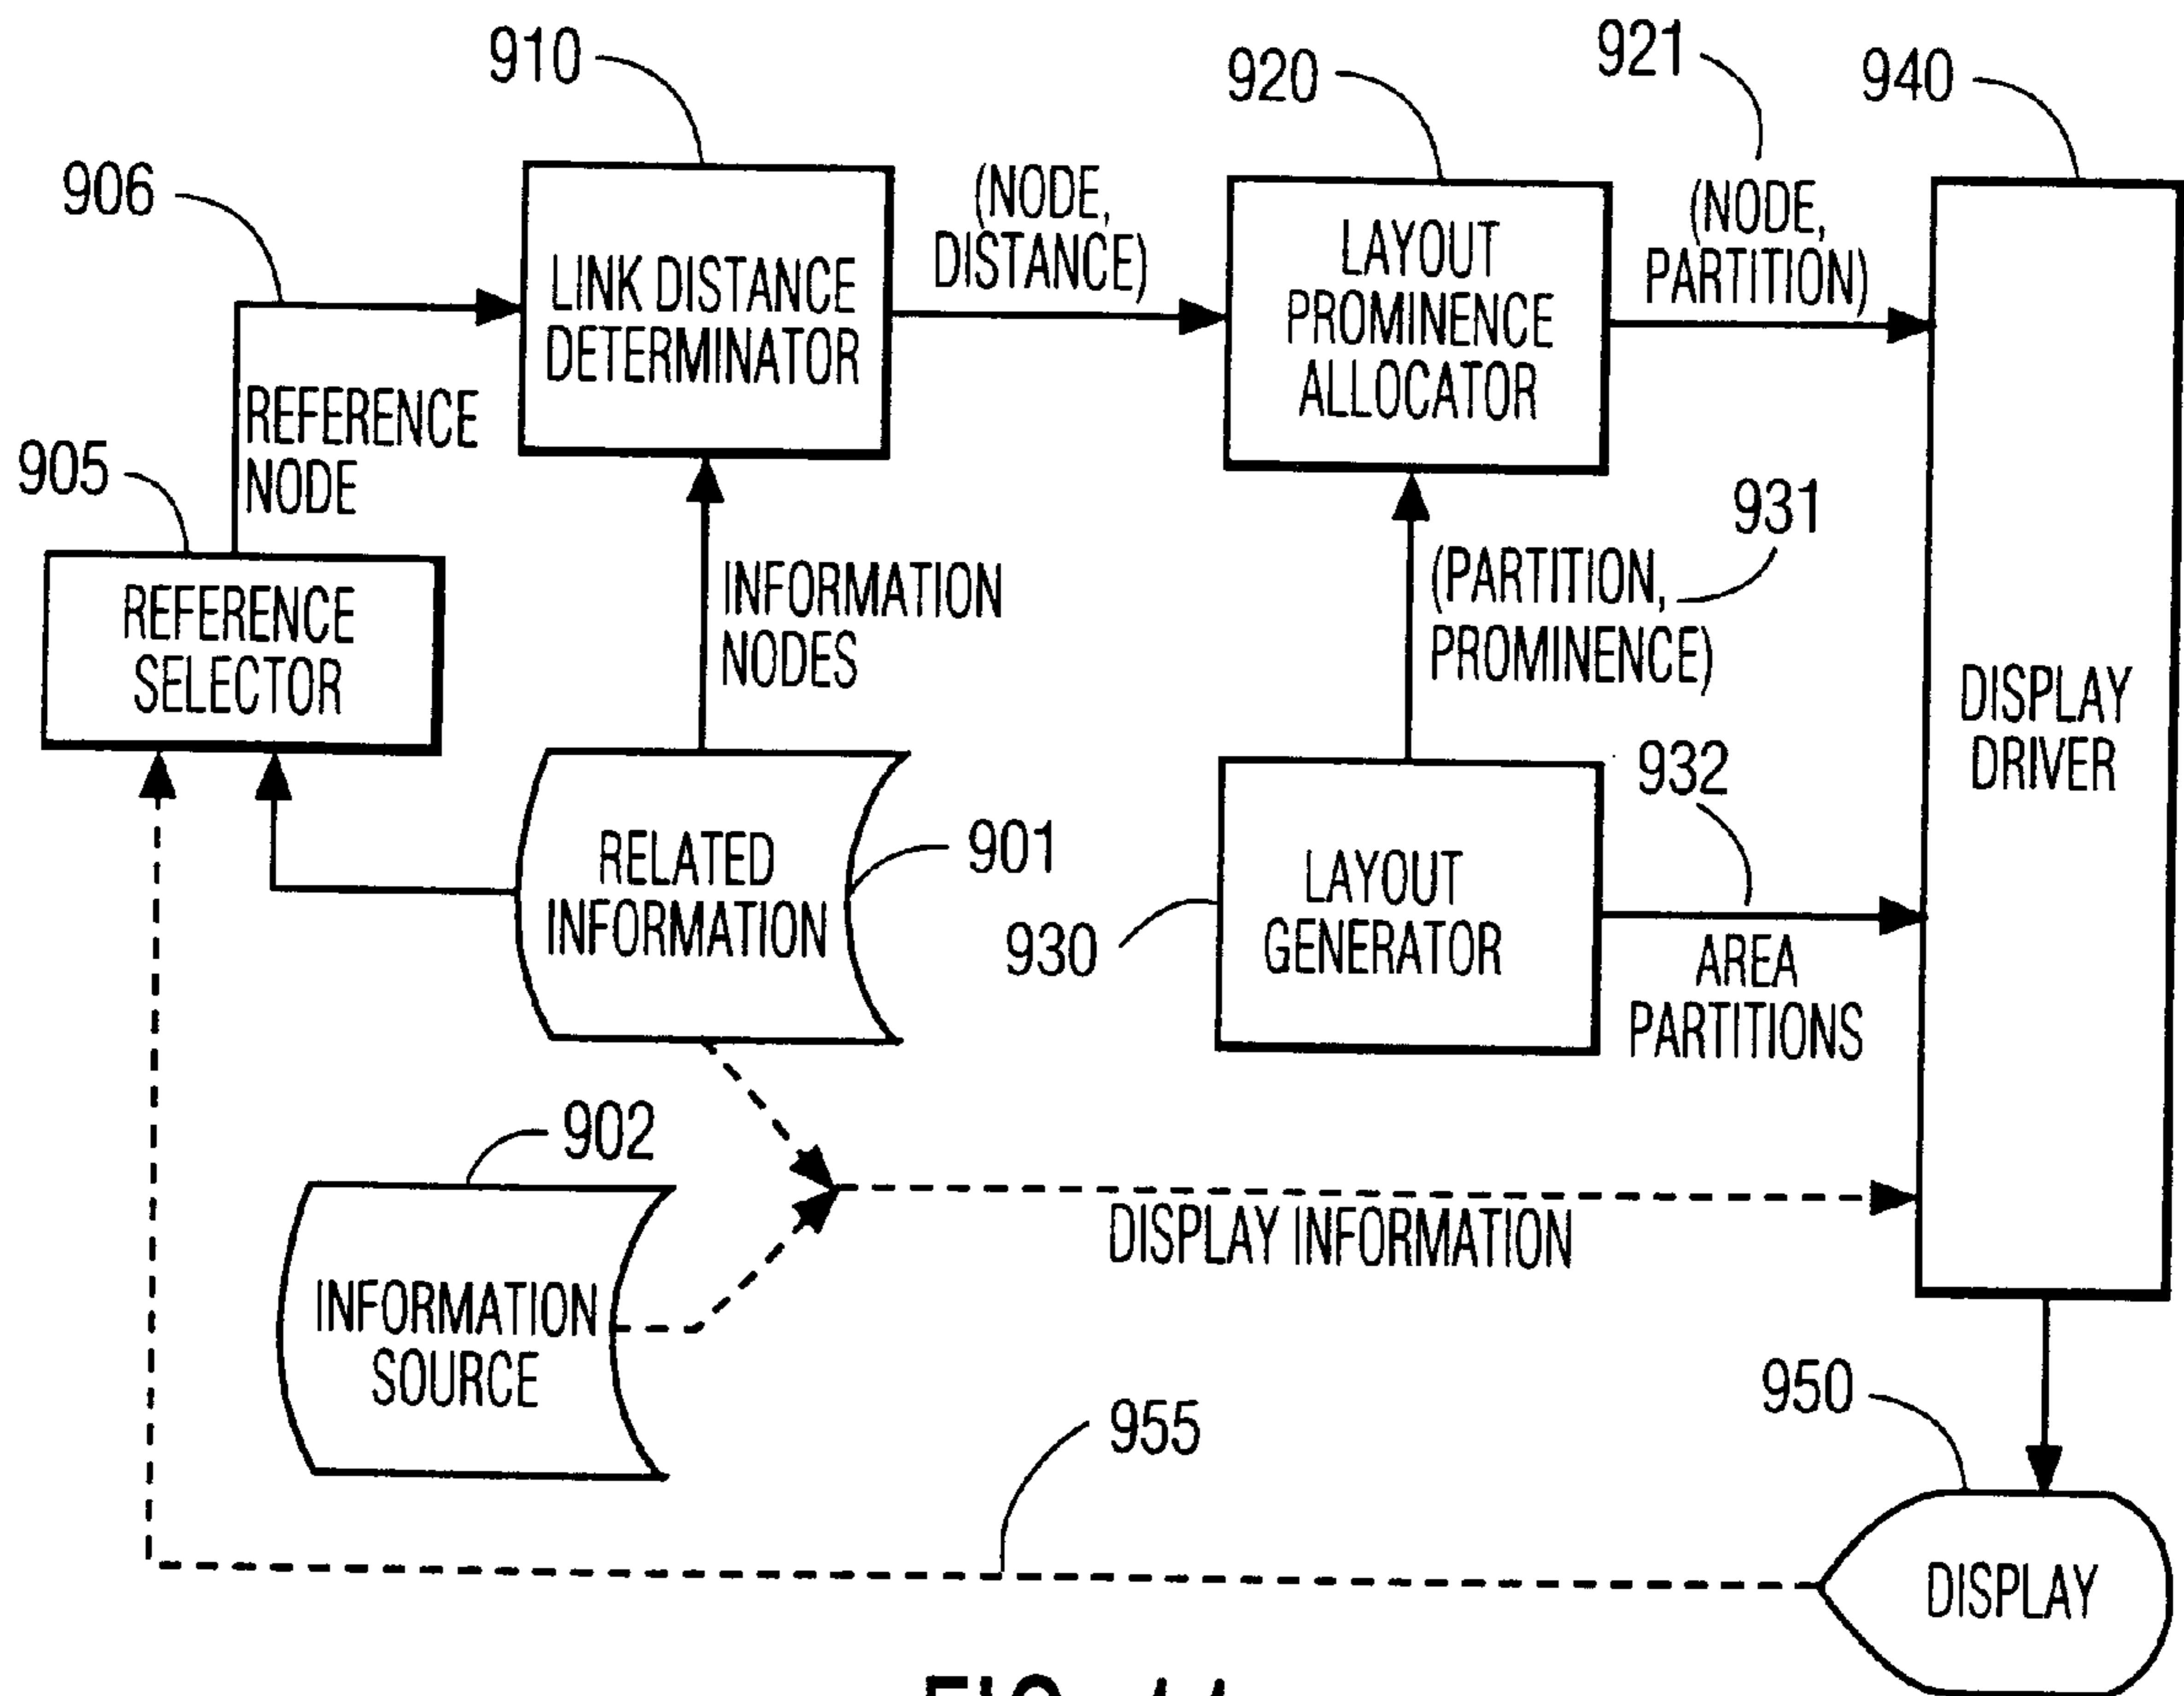 910
920
921
940
906
(NODE,
DISTANCE)
(NODE,
PARTITION)
LINK DISTANCE
DETERMINATOR
LAYOUT
PROMINENCE
ALLOCATOR
REFERENCE
NODE
905
931
REFERENCE
SELECTOR
INFORMATION
NODES
(PARTITION,
PROMINENCE)
DISPLAY
DRIVER
932
RELATED
INFORMATION
901
930
LAYOUT
GENERATOR
AREA
PARTITIONS
902
DISPLAY INFORMATION
INFORMATION
SOURCE
950
955
DISPLAY